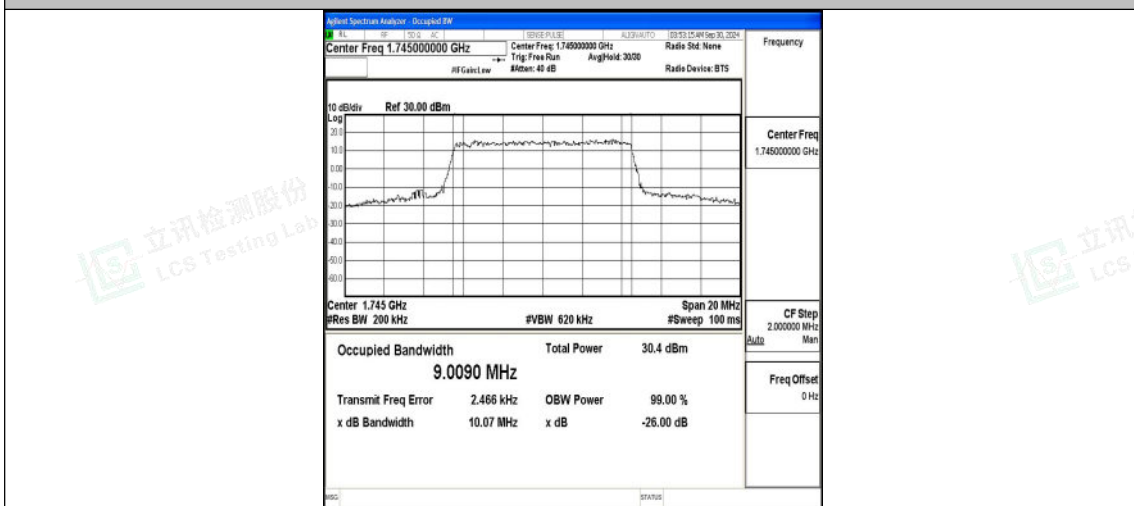 Agilent Spectrum Analyzer - Occupied BW
RL RF 50 Ω AC SENSE:PULSE ALIGNAUTO 03:53:15 AM Sep 30, 2024
Center Freq 1.745000000 GHz
Center Freq: 1.745000000 GHz
Radio Std: None
Trig: Free Run Avg|Hold: 30/30
#IFGain:Low #Atten: 40 dB Radio Device: BTS
Frequency
10 dB/div Ref 30.00 dBm
Log
20.0
10.0
0.00
-10.0
-20.0
-30.0
-40.0
-50.0
-60.0
Center 1.745 GHz Span 20 MHz
#Res BW 200 kHz #VBW 620 kHz #Sweep 100 ms
Occupied Bandwidth Total Power 30.4 dBm
9.0090 MHz
Transmit Freq Error 2.466 kHz OBW Power 99.00 %
x dB Bandwidth 10.07 MHz x dB -26.00 dB
Center Freq
1.745000000 GHz
CF Step
2.000000 MHz
Auto Man
Freq Offset
0 Hz
MSG STATUS
立讯检测股份
LCS Testing Lab
立讯
LCS